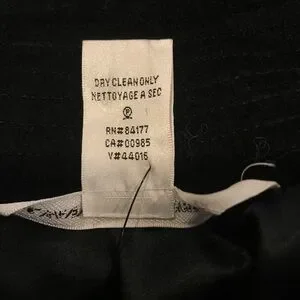 DRY CLEAN ONLY
NETTOYAGE A SEC
P
RN#84177
CA#00985
V#44016